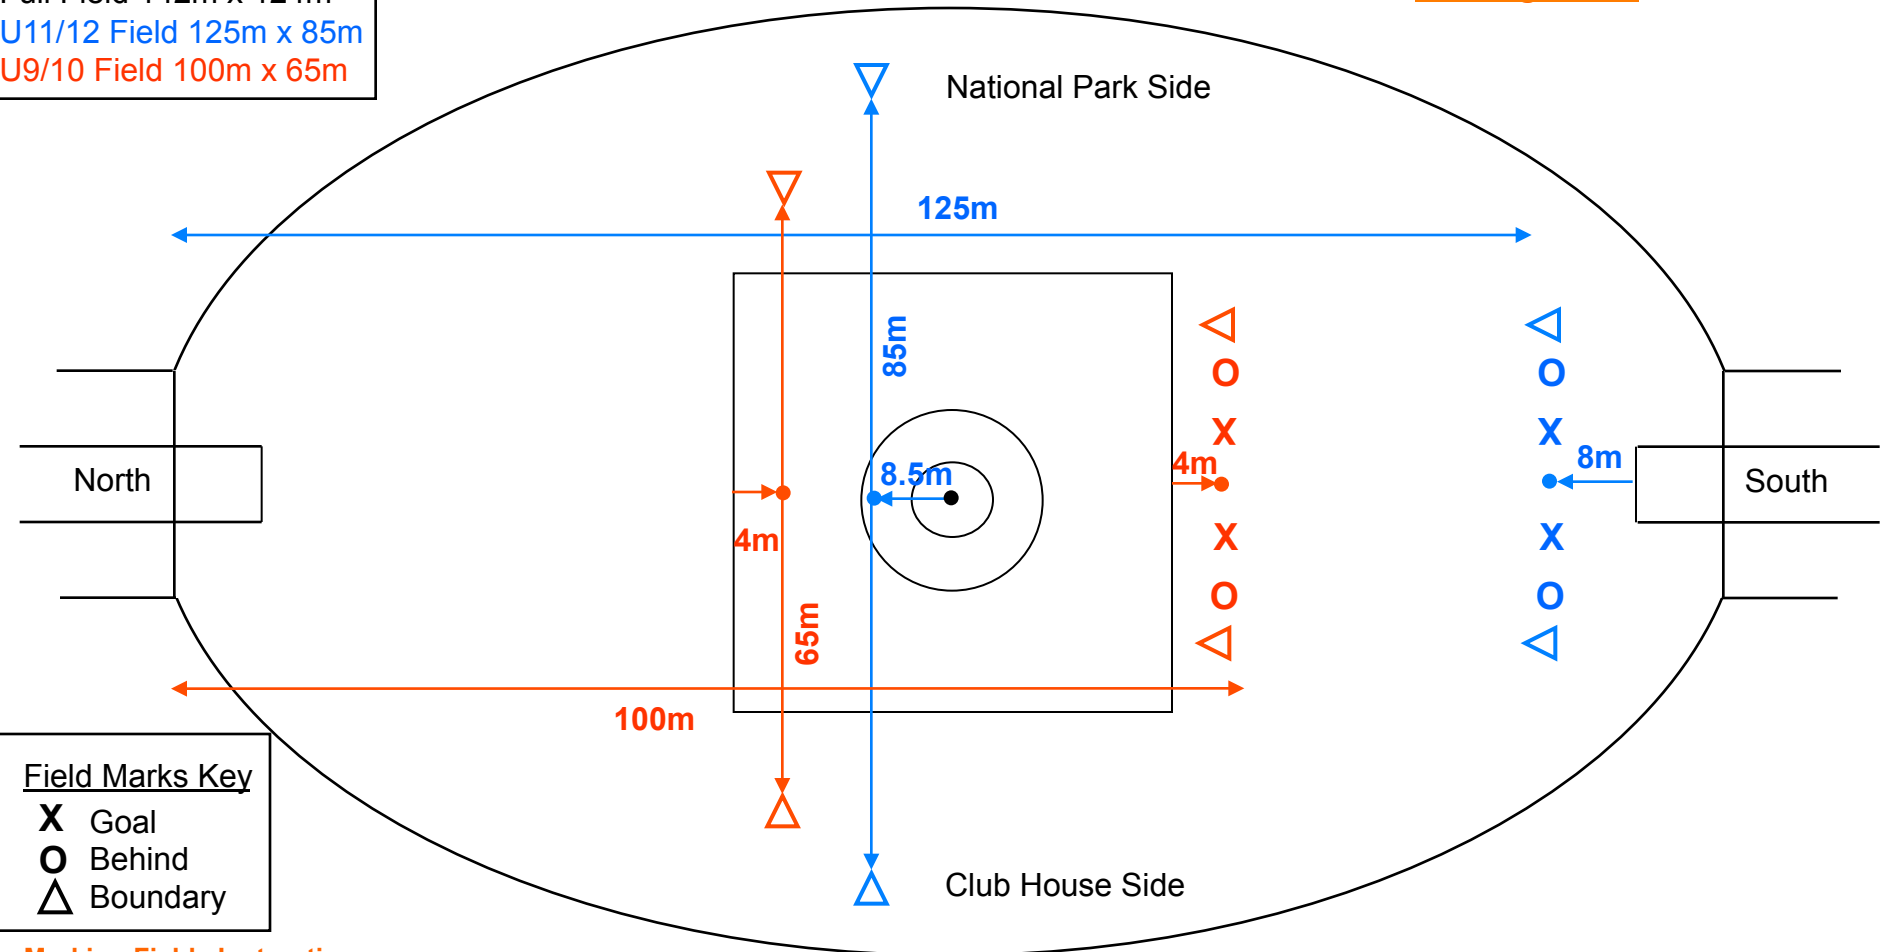 U11/12 Field 125m x 85m
U9/10 Field 100m x 65m
National Park Side
125m
85m
O O
X X
4m
8m
North
8.5m
South
4m
X X
O O
65m
100m
Field Marks Key
X Goal
O Behind
Boundary
Club House Side